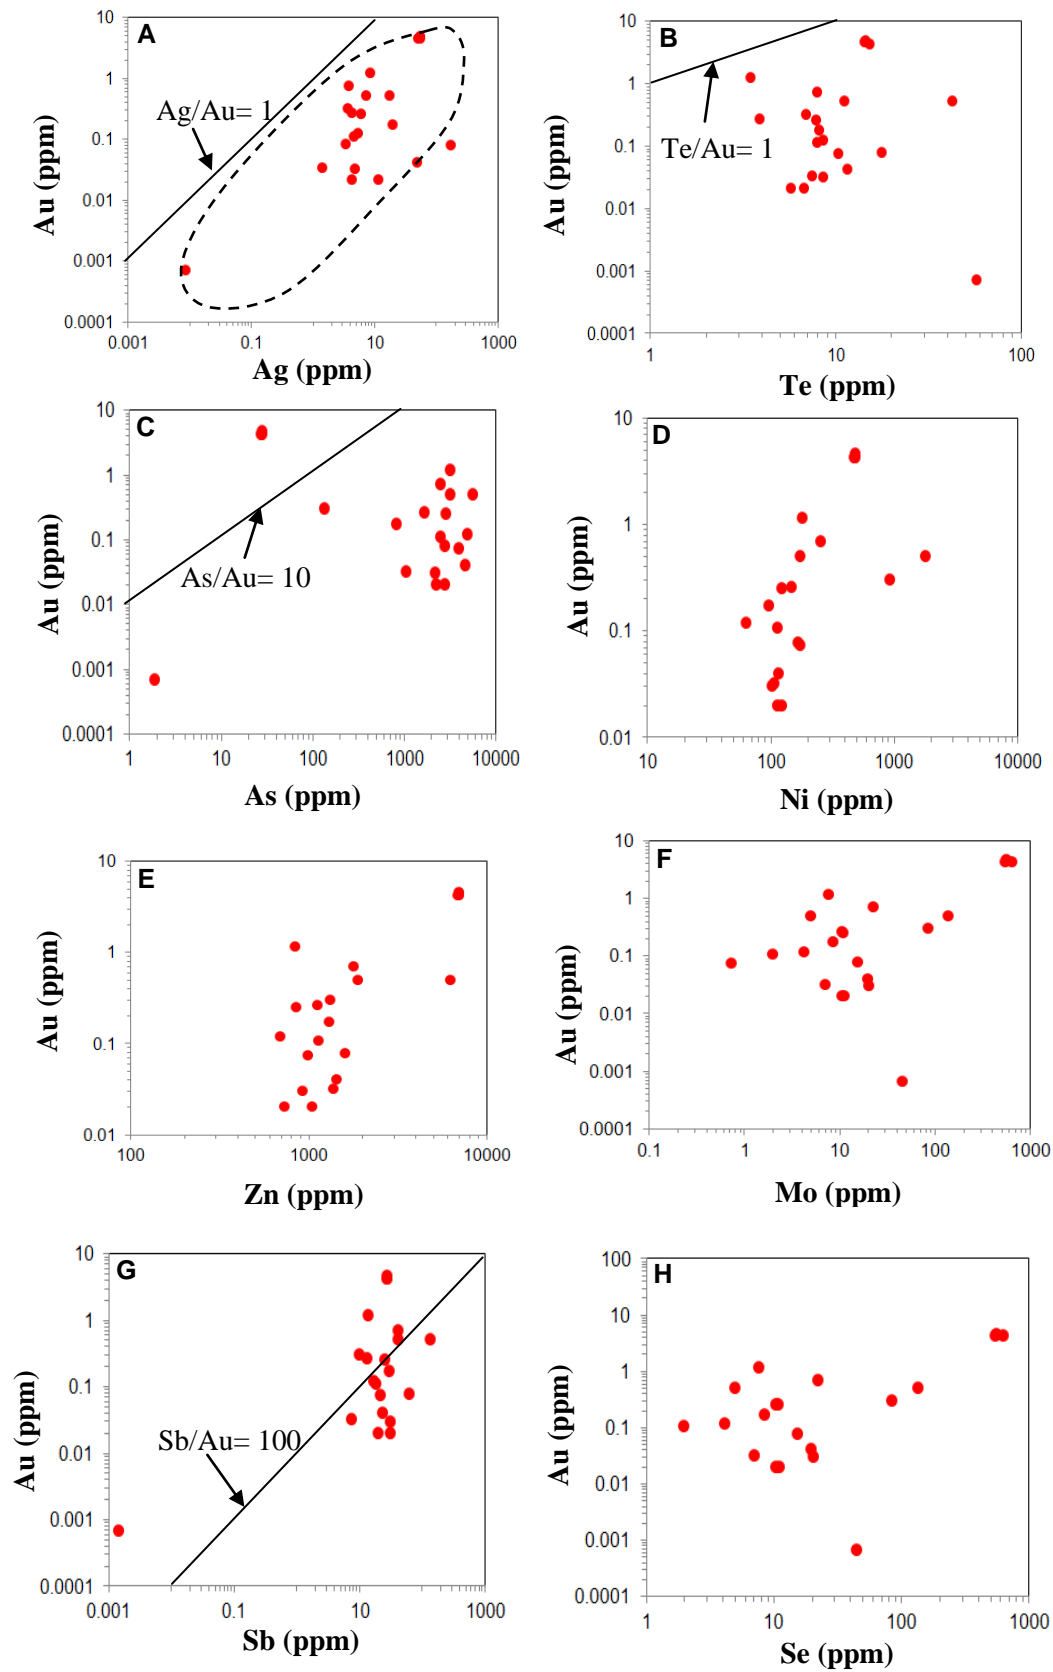 A
10
1
0.1
0.01
0.001
0.0001
Au (ppm)
Ag/Au= 1
0.001
0.1
10
1000
Ag (ppm)
B
10
1
0.1
0.01
0.001
0.0001
Au (ppm)
Te/Au= 1
1
10
100
Te (ppm)
C
10
1
0.1
0.01
0.001
0.0001
Au (ppm)
As/Au= 10
1
10
100
1000
10000
As (ppm)
D
10
1
0.1
0.01
Au (ppm)
10
100
1000
10000
Ni (ppm)
E
10
1
0.1
0.01
Au (ppm)
100
1000
10000
Zn (ppm)
F
10
1
0.1
0.01
0.001
0.0001
Au (ppm)
0.1
1
10
100
1000
Mo (ppm)
G
10
1
0.1
0.01
0.001
0.0001
Au (ppm)
Sb/Au= 100
0.001
0.1
10
1000
Sb (ppm)
H
100
10
1
0.1
0.01
0.001
0.0001
Au (ppm)
1
10
100
1000
Se (ppm)